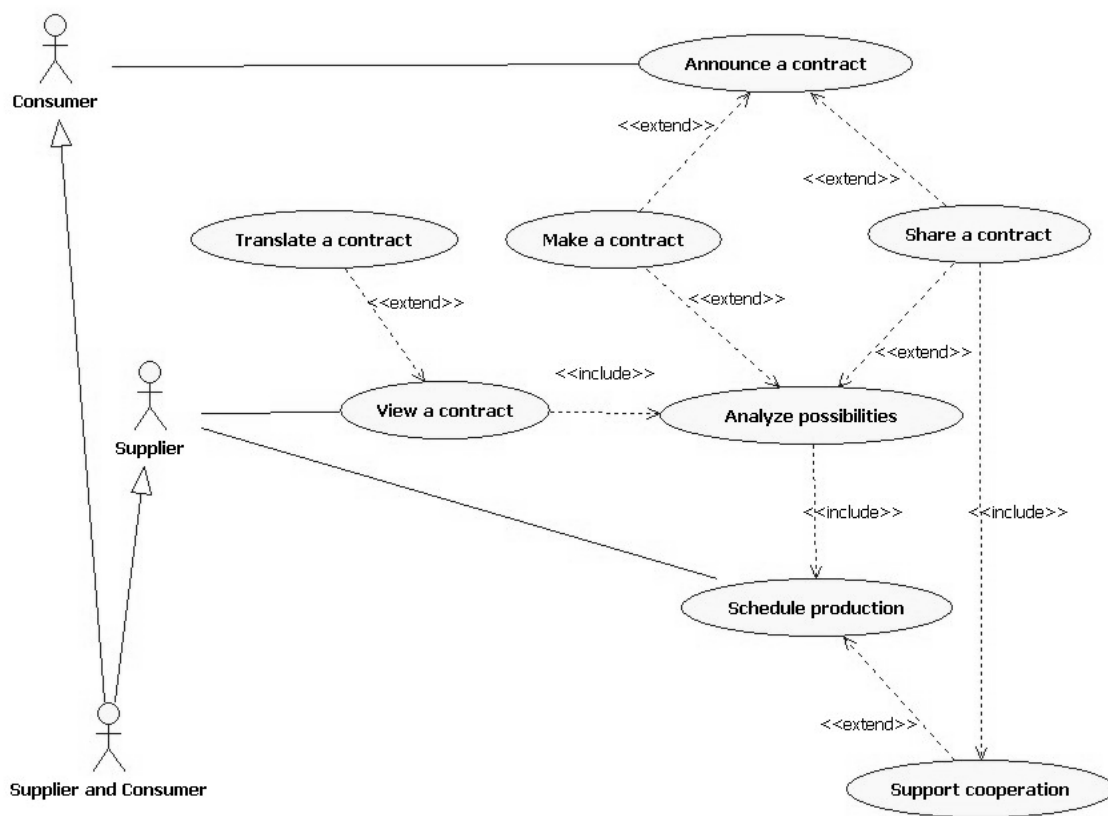 Announce a contract
Consumer
<<extend>>
<<extend>>
Translate a contract
Make a contract
Share a contract
<<extend>>
<<extend>>
<<extend>>
<<include>>
View a contract
Analyze possibilities
Supplier
<<include>>
<<include>>
Schedule production
<<extend>>
Supplier and Consumer
Support cooperation